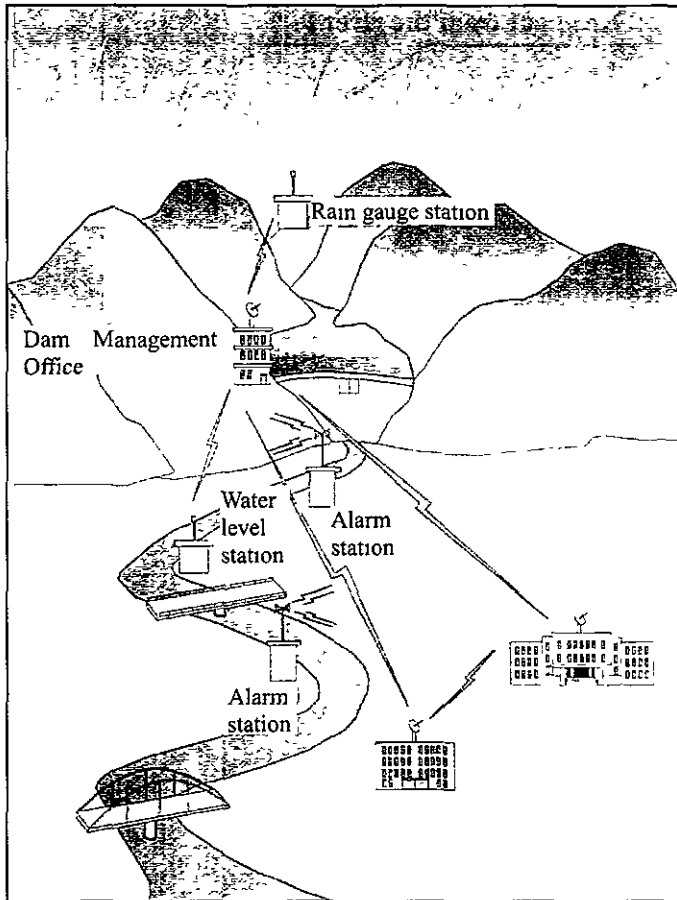 Rain gauge station
Dam Management
Office
Water
level
station
Alarm
station
Alarm
station